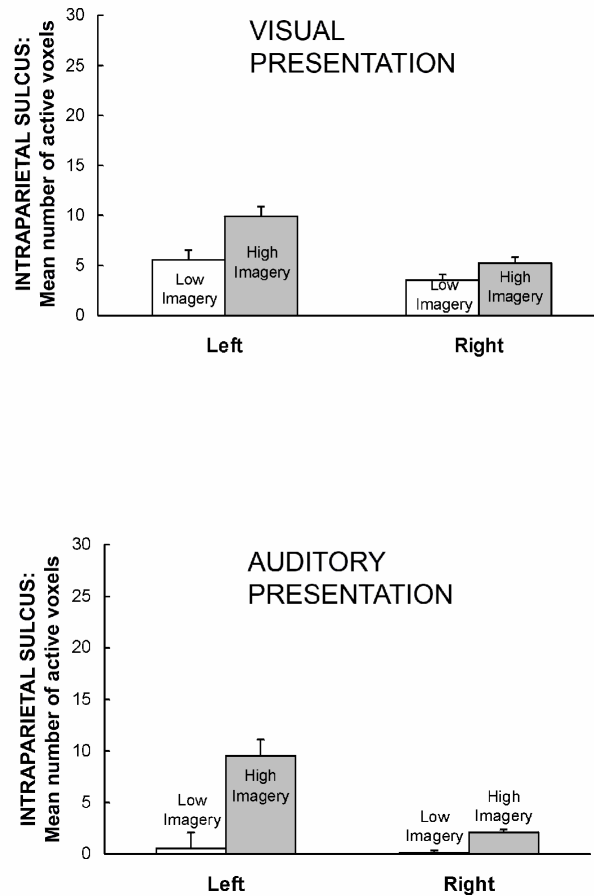 INTRAPARIETAL SULCUS:
Mean number of active voxels
VISUAL
PRESENTATION
30
25
20
15
10
5
0
Low
Imagery
High
Imagery
Low
Imagery
High
Imagery
Left
Right
INTRAPARIETAL SULCUS:
Mean number of active voxels
AUDITORY
PRESENTATION
30
25
20
15
10
5
0
Low
Imagery
High
Imagery
Low
Imagery
High
Imagery
Left
Right